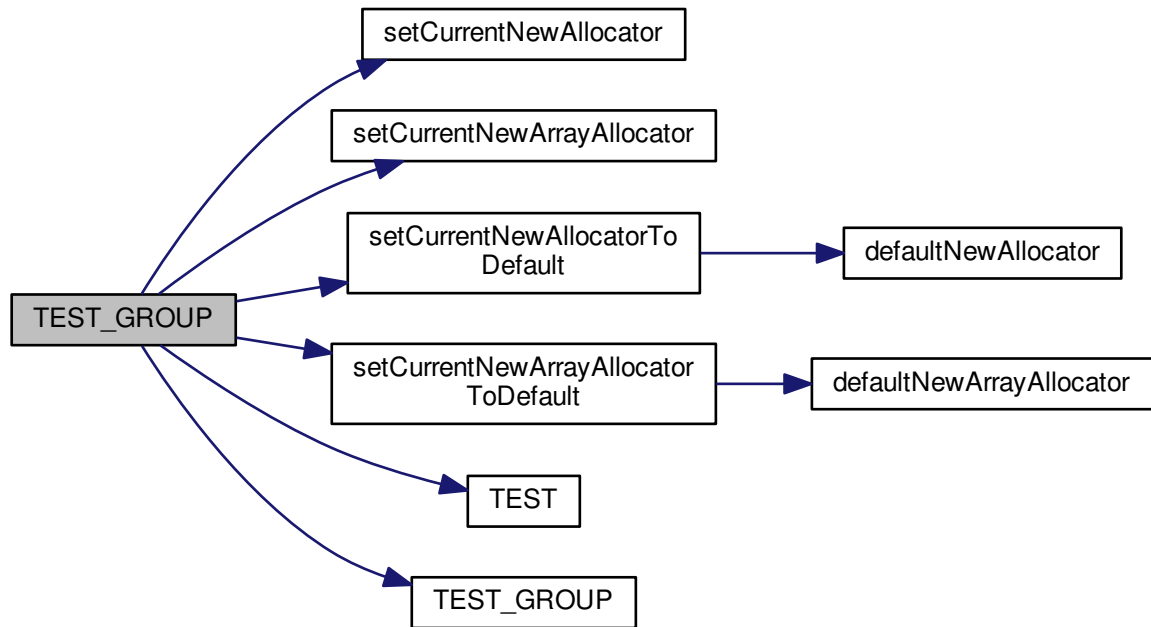 setCurrentNewAllocator
setCurrentNewArrayAllocator
setCurrentNewAllocatorTo
Default
defaultNewAllocator
TEST_GROUP
setCurrentNewArrayAllocator
ToDefault
defaultNewArrayAllocator
TEST
TEST_GROUP